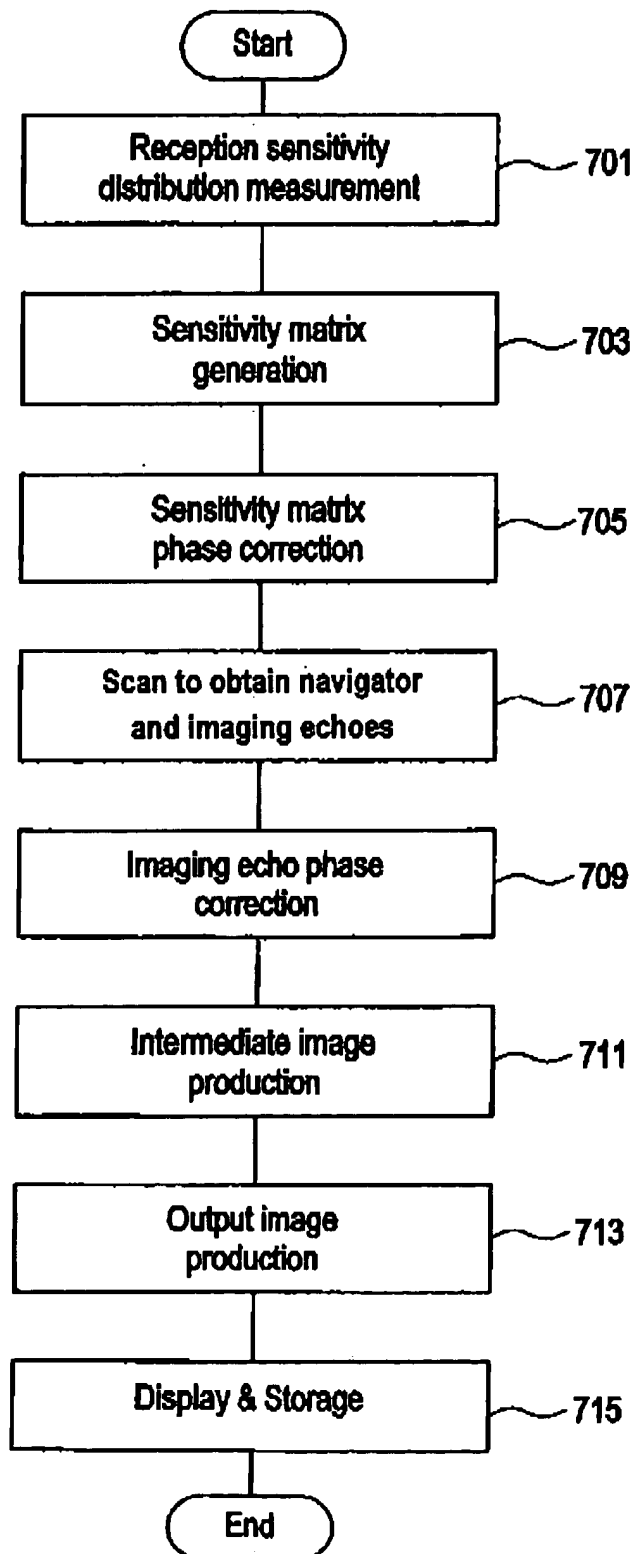 Start
Reception sensitivity
distribution measurement
701
Sensitivity matrix
generation
703
Sensitivity matrix
phase correction
705
Scan to obtain navigator
and imaging echoes
707
Imaging echo phase
correction
709
Intermediate image
production
711
Output image
production
713
Display & Storage
715
End